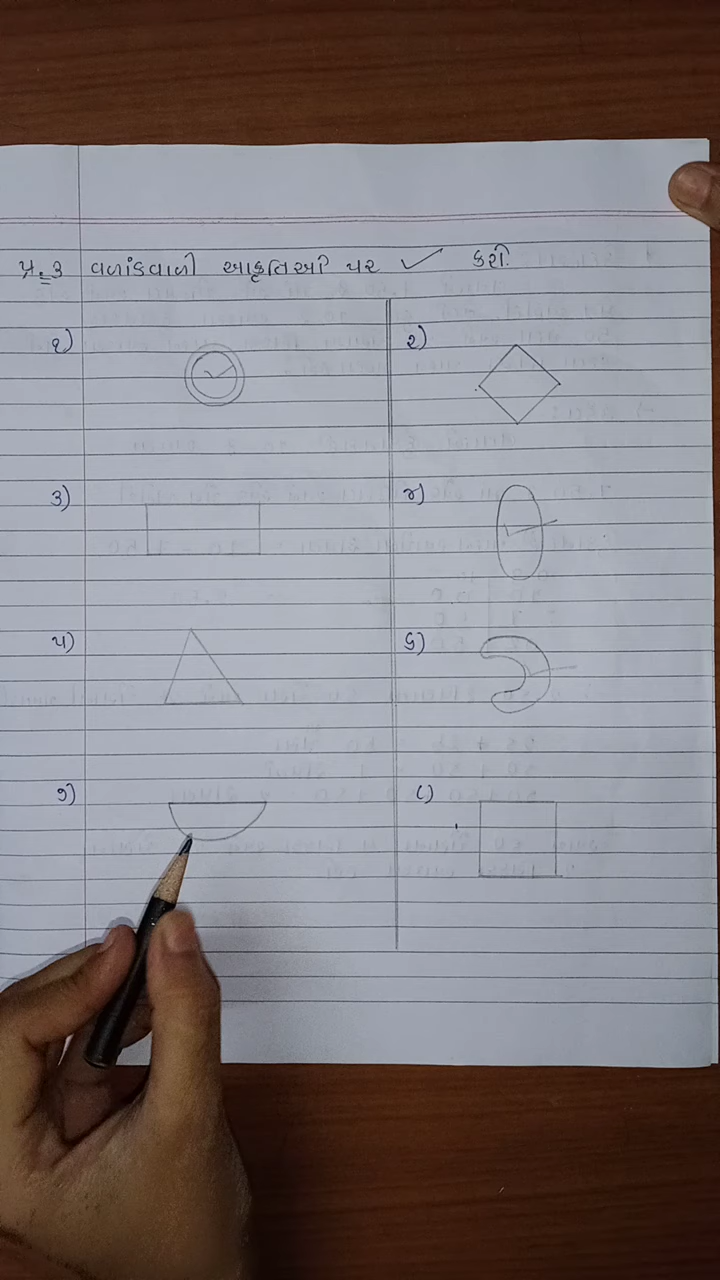 પ્ર.૩ વળાંકવાળી આકૃતિઓ પર ✓ કરો.
૧) ૨)
૩) ૪)
૫) ૬)
૭) ૮)